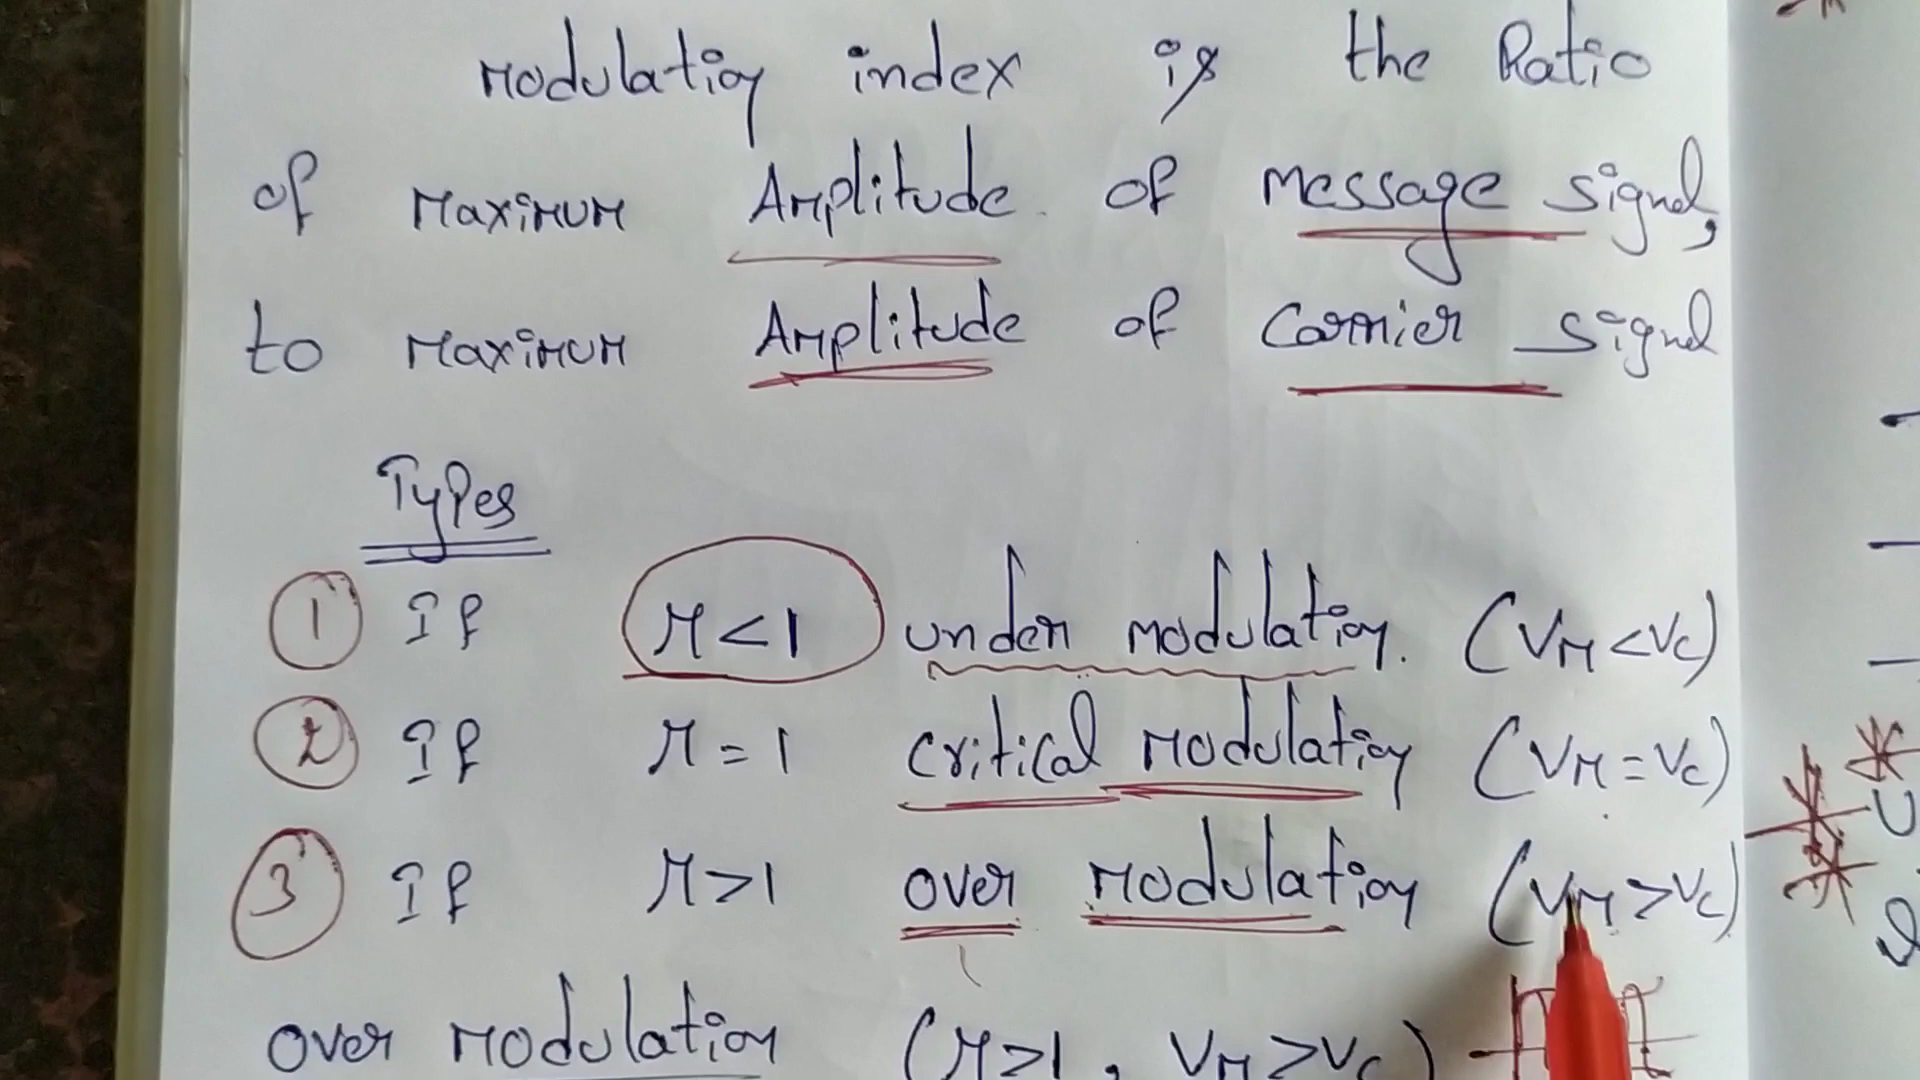 Modulation index is the Ratio
of Maximum Amplitude of Message signal,
to Maximum Amplitude of Carrier signal
Types
1 If M<1 under modulation. (VM<VC)
2 If M=1 critical Modulation (VM=VC)
3 If M>1 over Modulation (VM>VC)
over Modulation (M>1, VM>VC)